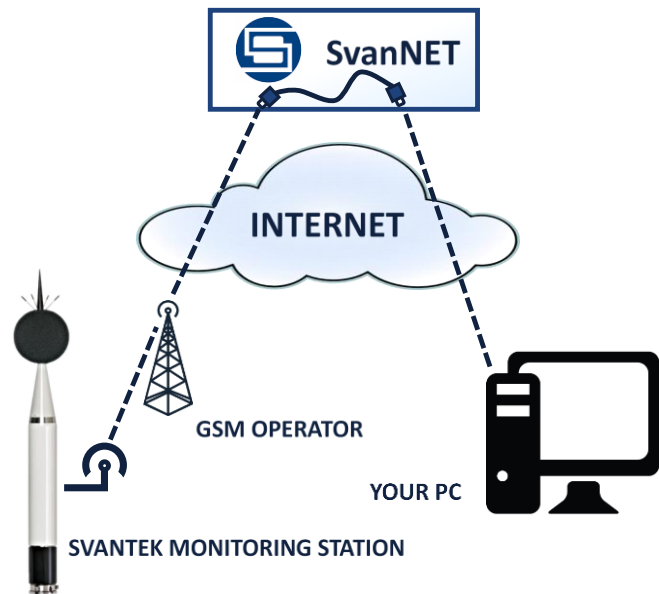 SvanNET
INTERNET
GSM OPERATOR
YOUR PC
SVANTEK MONITORING STATION